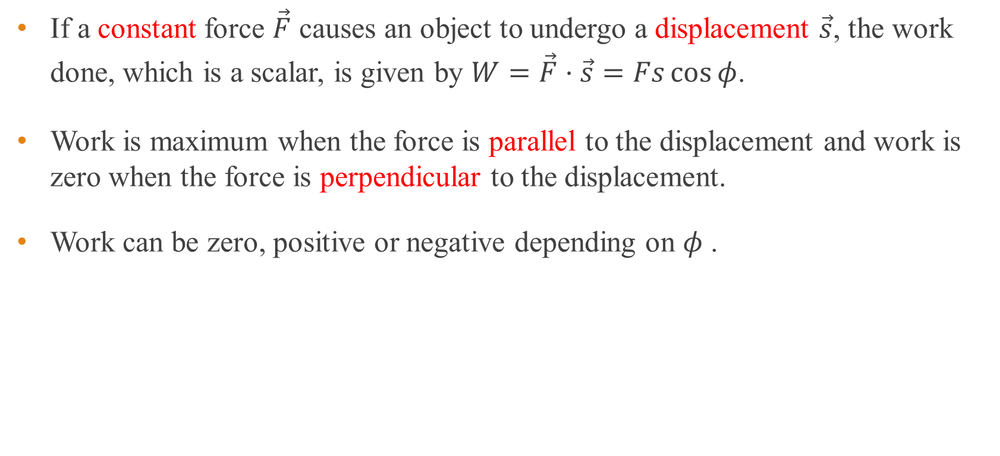 • If a constant force $\vec{F}$ causes an object to undergo a displacement $\vec{s}$, the work
done, which is a scalar, is given by $W = \vec{F} \cdot \vec{s} = Fs \cos \phi$.
• Work is maximum when the force is parallel to the displacement and work is
zero when the force is perpendicular to the displacement.
• Work can be zero, positive or negative depending on $\phi$ .